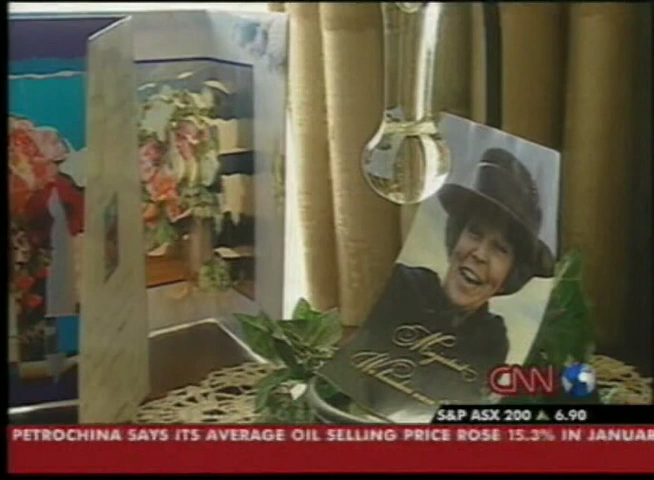 CNN
S&P ASX 200 ▲ 6.90
PETROCHINA SAYS ITS AVERAGE OIL SELLING PRICE ROSE 15.3% IN JANUAR